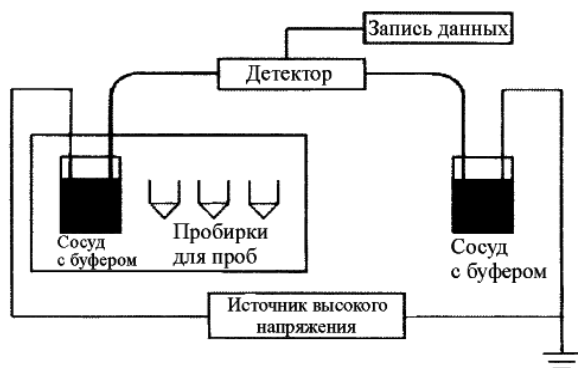 Запись данных
Детектор
Сосуд
с буфером
Пробирки
для проб
Сосуд
с буфером
Источник высокого
напряжения